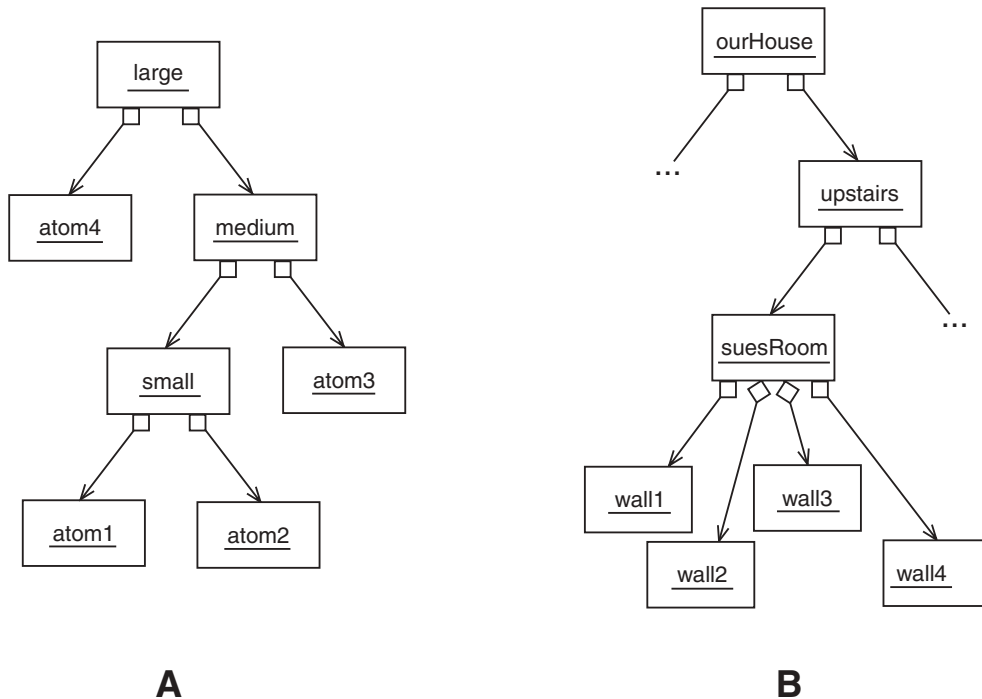 large
atom4
medium
small
atom3
atom1
atom2
A
ourHouse
...
upstairs
...
suesRoom
wall1
wall3
wall2
wall4
B